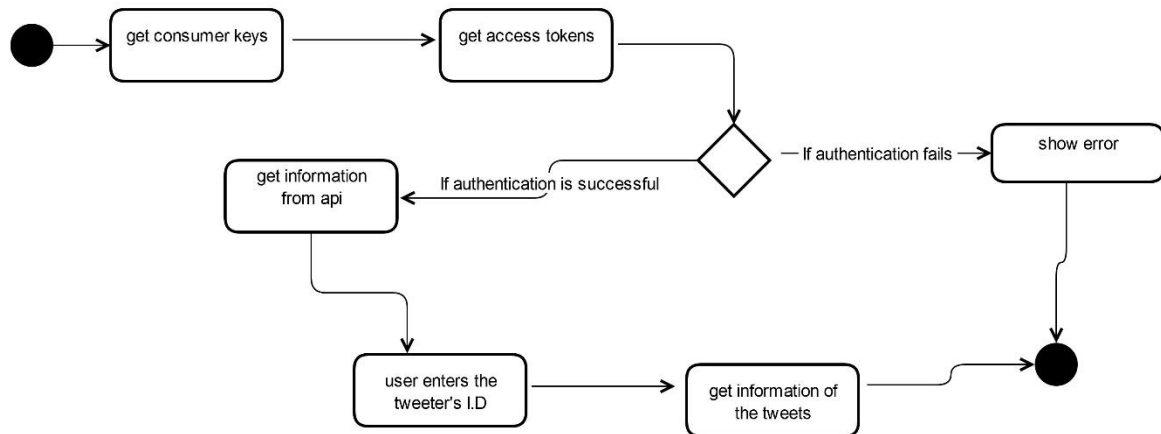 get consumer keys
get access tokens
If authentication fails
show error
If authentication is successful
get information
from api
user enters the
tweeter's I.D
get information of
the tweets